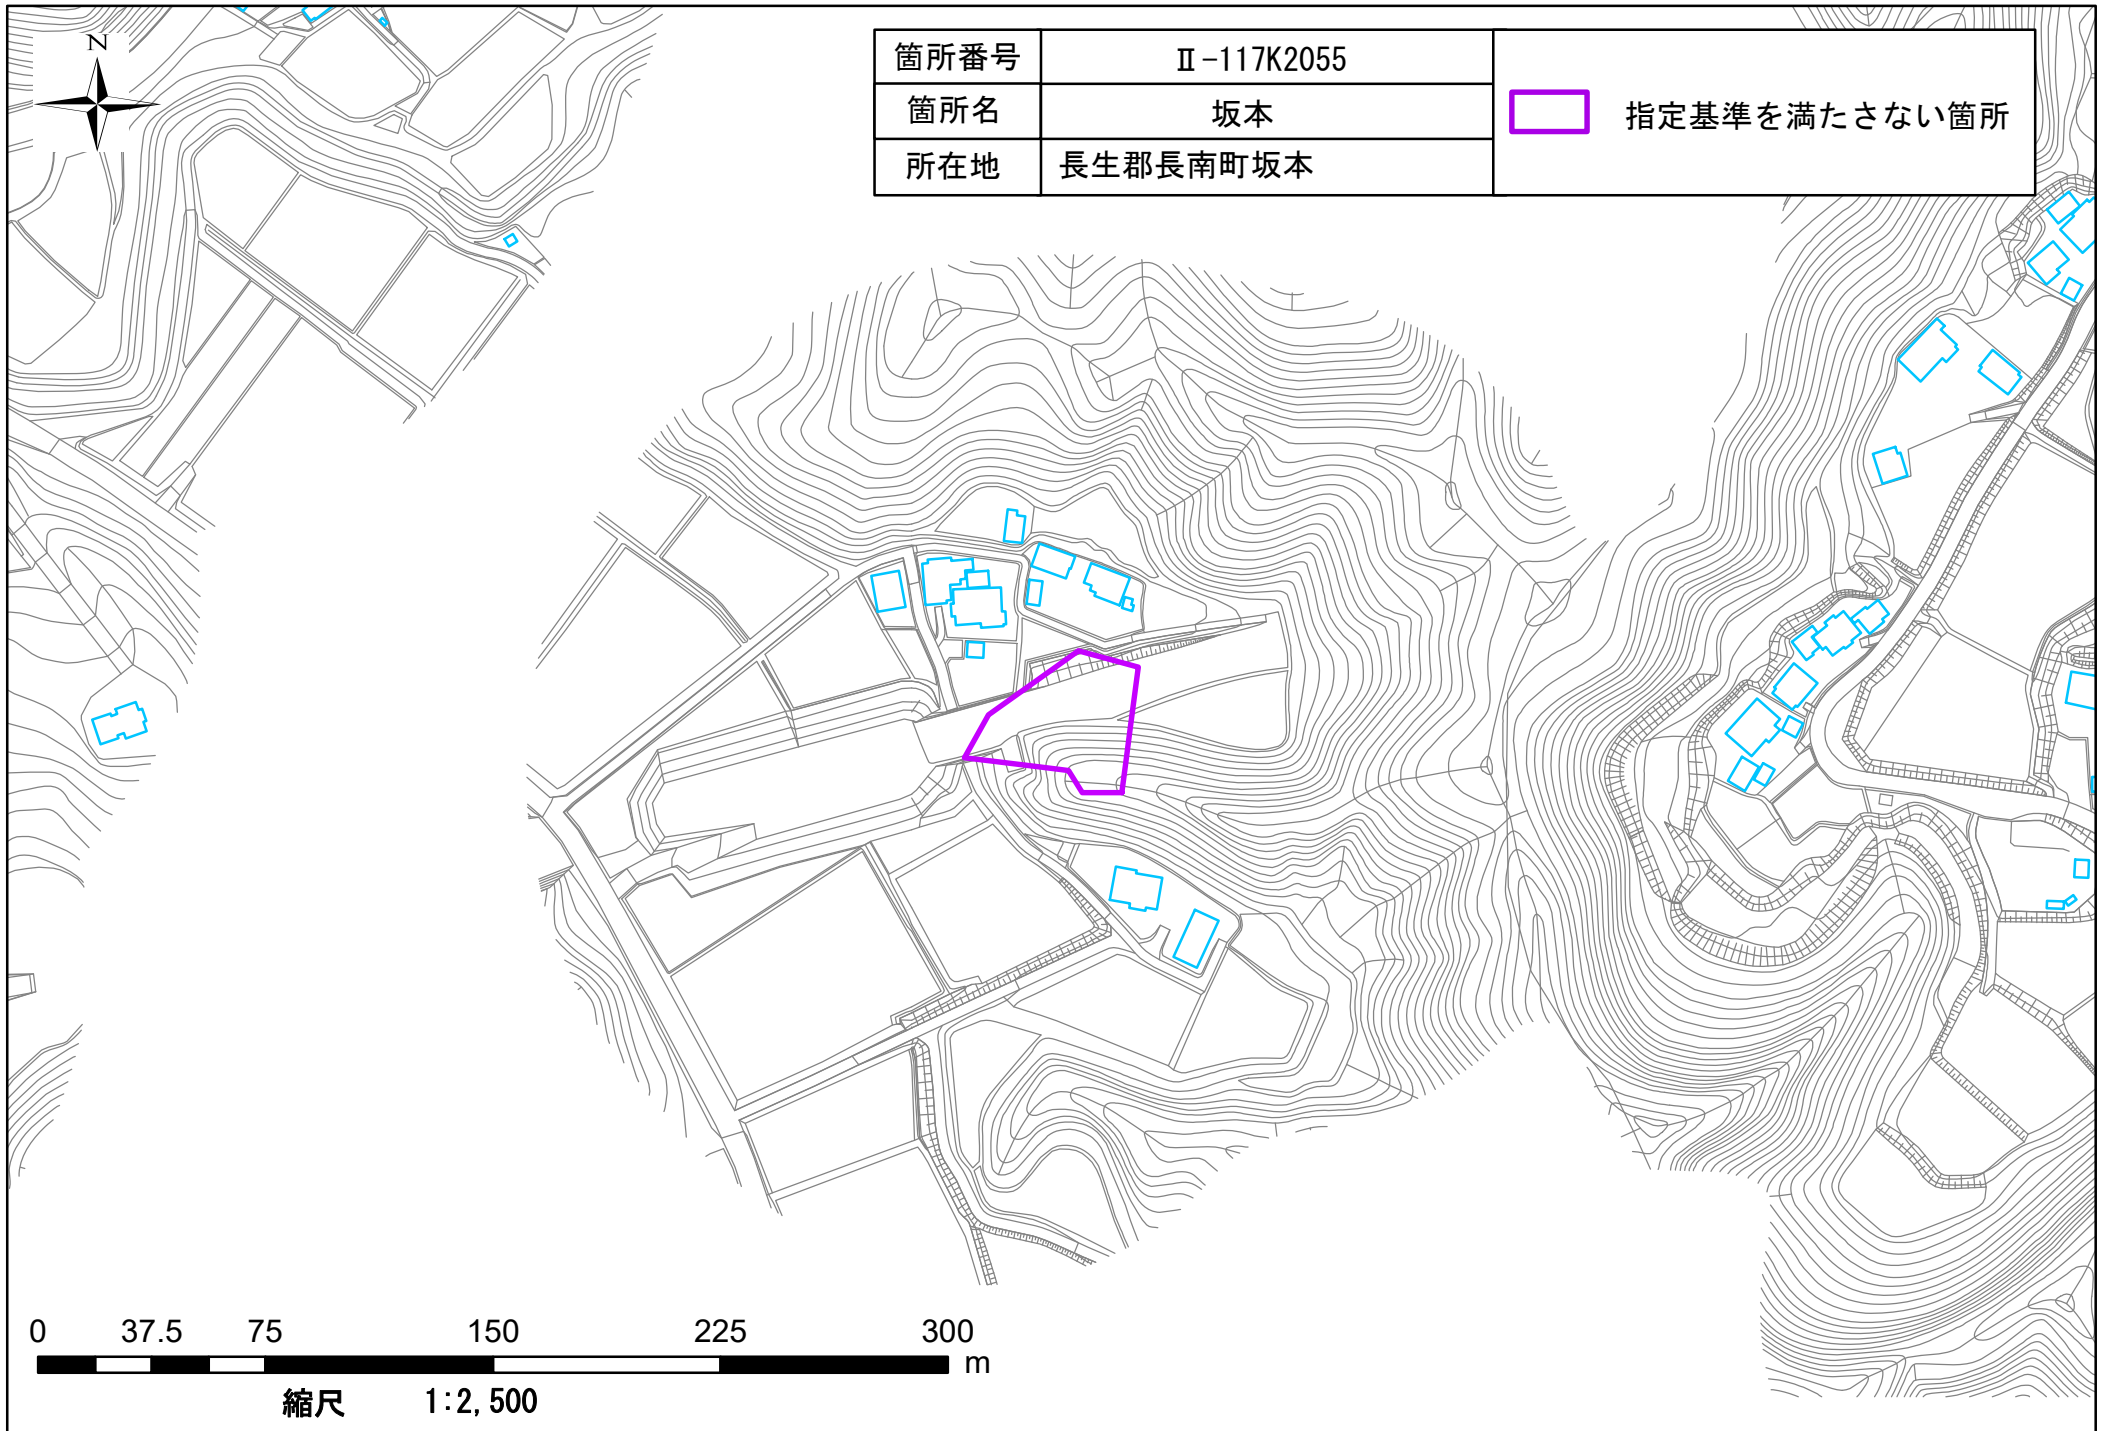 N
箇所番号 Ⅱ-117K2055
箇所名 坂本
所在地 長生郡長南町坂本
指定基準を満たさない箇所
0 37.5 75 150 225 300
m
縮尺 1:2,500